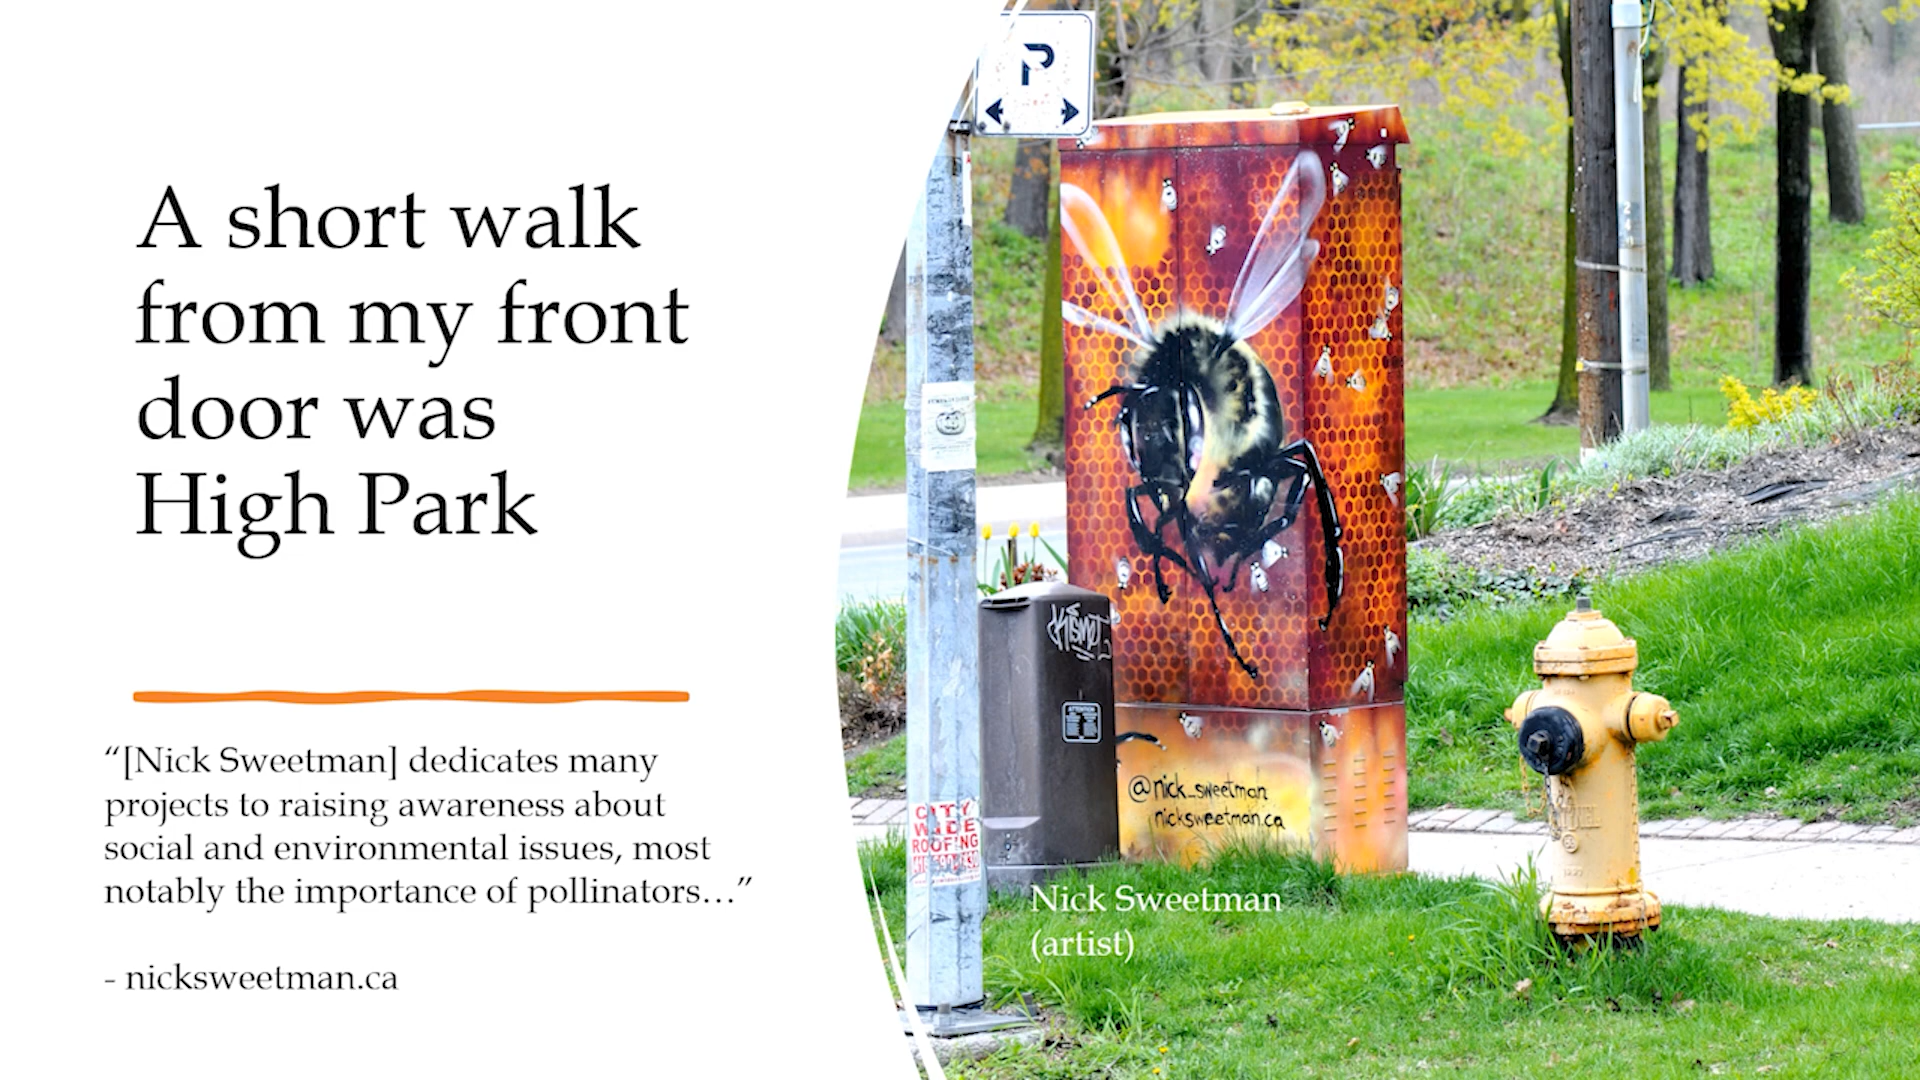 A short walk
from my front
door was
High Park
“[Nick Sweetman] dedicates many
projects to raising awareness about
social and environmental issues, most
notably the importance of pollinators…”
- nicksweetman.ca
P
Kismet
ATTENTION
@nick_sweetman
nicksweetman.ca
CITY
WIDE
ROOFING
Nick Sweetman
(artist)